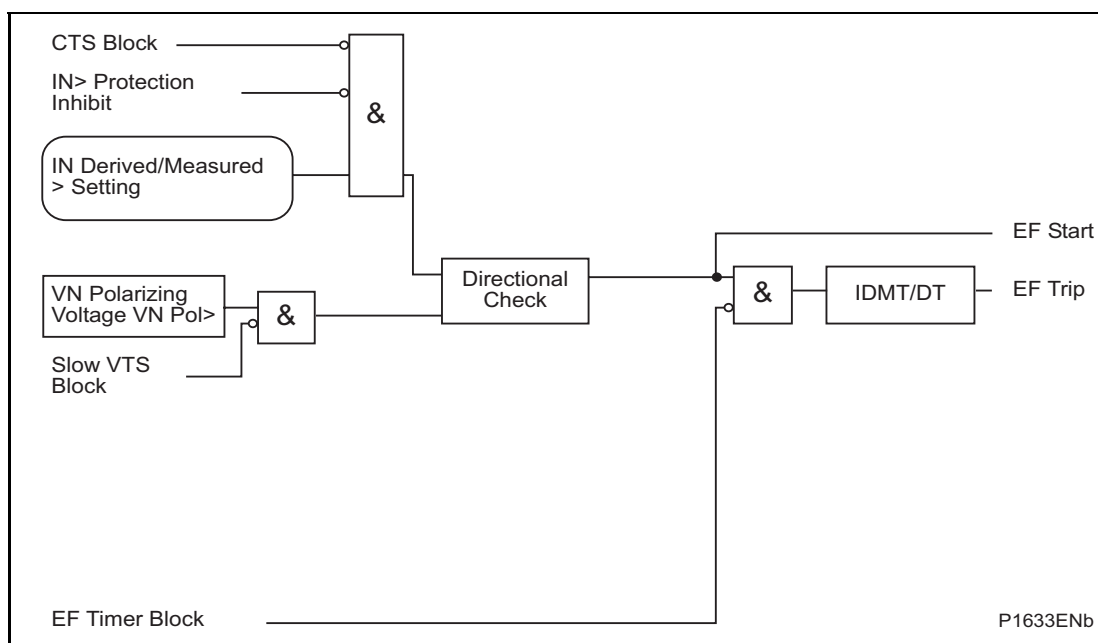 CTS Block
IN> Protection
Inhibit
&
IN Derived/Measured
> Setting
VN Polarizing
Voltage VN Pol>
&
Slow VTS
Block
Directional
Check
EF Start
&
IDMT/DT
EF Trip
EF Timer Block
P1633ENb